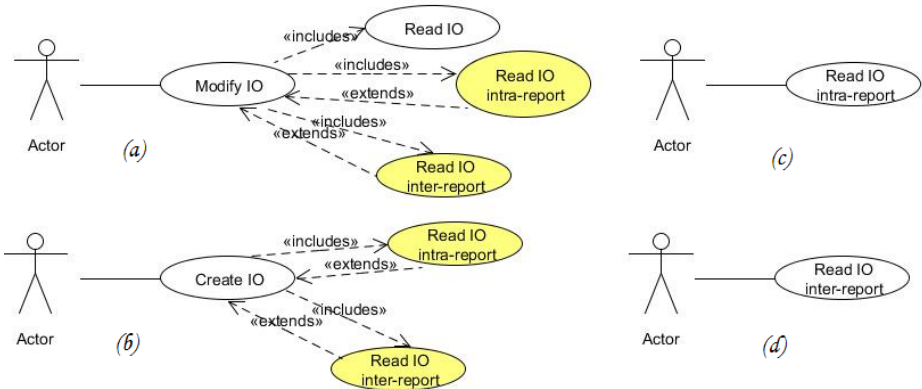 «includes»
Read IO
«includes»
Modify IO
Read IO
intra-report
«extends»
«includes»
«extends»
Actor
(a)
Read IO
inter-report
Read IO
intra-report
Actor
(c)
«includes»
Read IO
intra-report
«extends»
Create IO
«includes»
«extends»
Actor
(b)
Read IO
inter-report
Read IO
inter-report
Actor
(d)